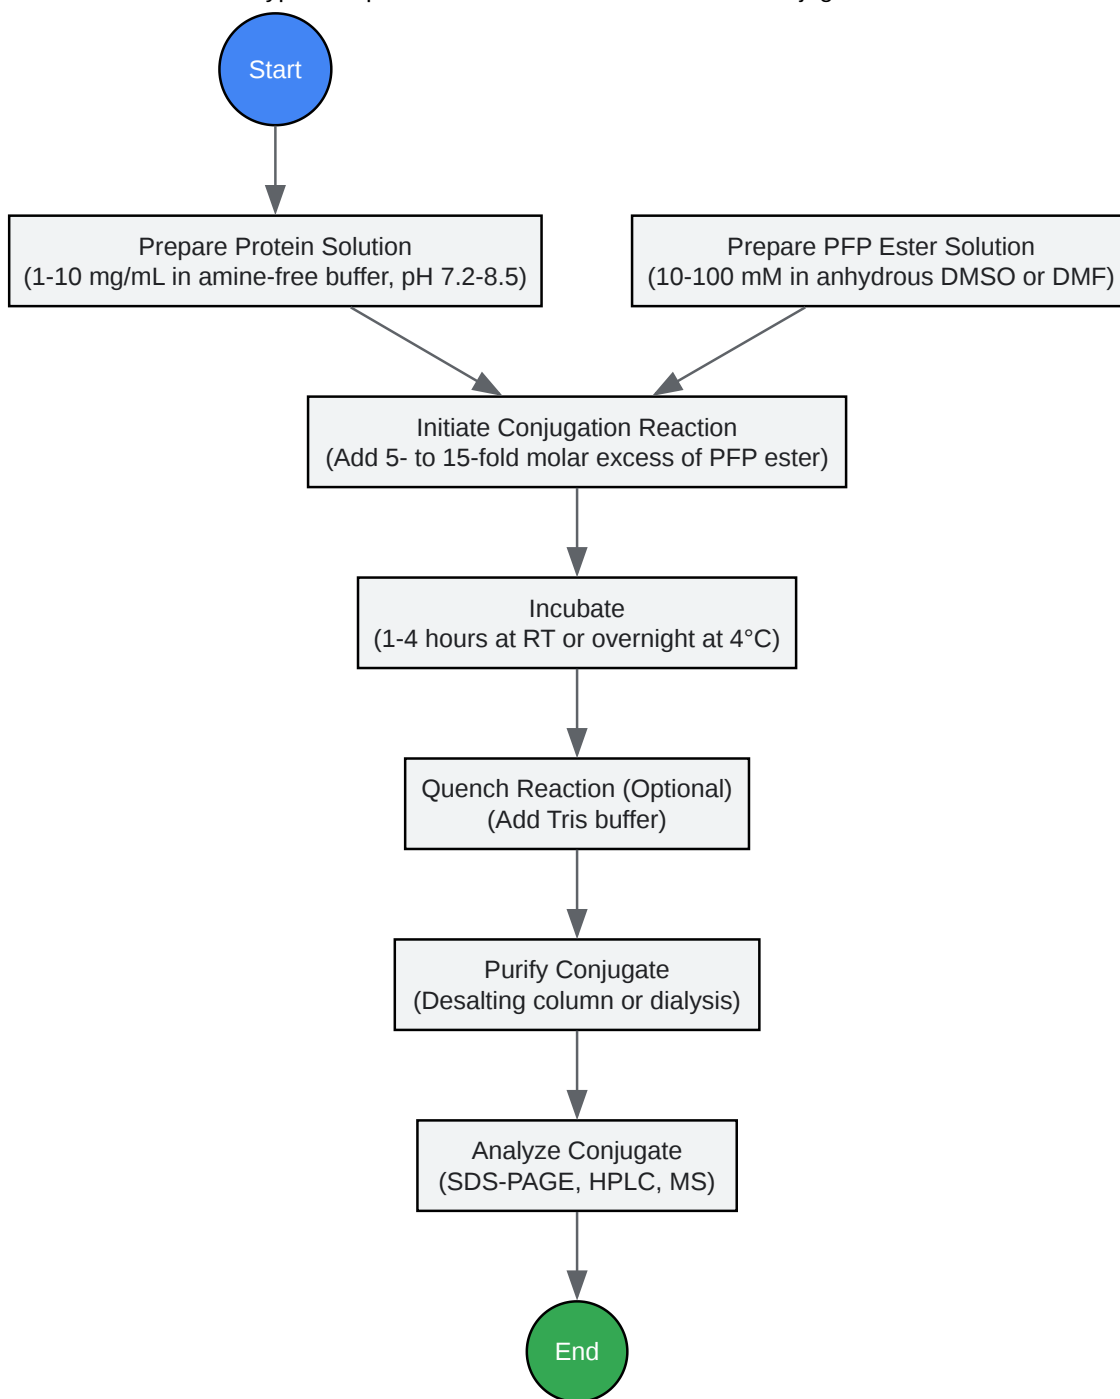 Start
Prepare Protein Solution
(1-10 mg/mL in amine-free buffer, pH 7.2-8.5)
Prepare PFP Ester Solution
(10-100 mM in anhydrous DMSO or DMF)
Initiate Conjugation Reaction
(Add 5- to 15-fold molar excess of PFP ester)
Incubate
(1-4 hours at RT or overnight at 4°C)
Quench Reaction (Optional)
(Add Tris buffer)
Purify Conjugate
(Desalting column or dialysis)
Analyze Conjugate
(SDS-PAGE, HPLC, MS)
End